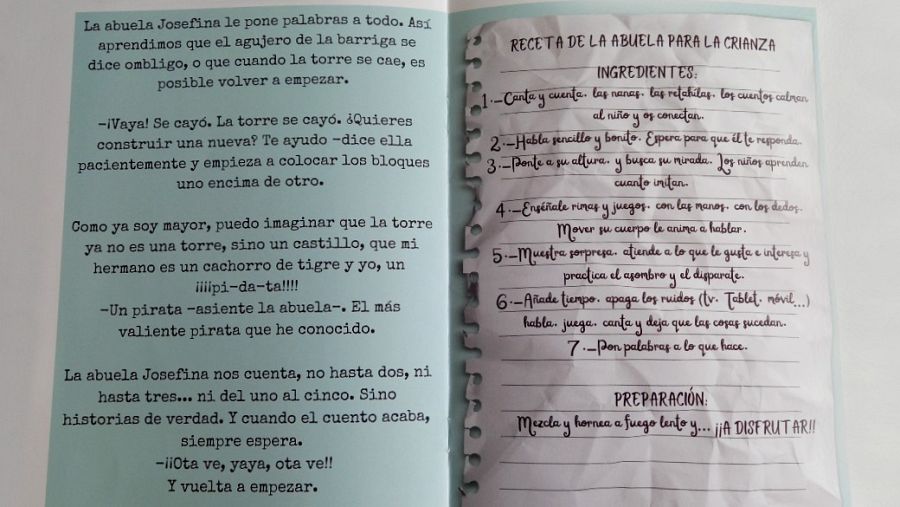 La abuela Josefina le pone palabras a todo. Así
aprendimos que el agujero de la barriga se
dice ombligo, o que cuando la torre se cae, es
posible volver a empezar.
–¡Vaya! Se cayó. La torre se cayó. ¿Quieres
construir una nueva? Te ayudo –dice ella
pacientemente y empieza a colocar los bloques
uno encima de otro.
Como ya soy mayor, puedo imaginar que la torre
ya no es una torre, sino un castillo, que mi
hermano es un cachorro de tigre y yo, un
¡¡¡¡pi-da-ta!!!!
–Un pirata –asiente la abuela–. El más
valiente pirata que he conocido.
La abuela Josefina nos cuenta, no hasta dos, ni
hasta tres... ni del uno al cinco. Sino
historias de verdad. Y cuando el cuento acaba,
siempre espera.
–¡¡Ota ve, yaya, ota ve!!
Y vuelta a empezar.
RECETA DE LA ABUELA PARA LA CRIANZA
INGREDIENTES:
1.–Canta y cuenta, las nanas, las retahílas, los cuentos calman
al niño y os conectan.
2.–Habla sencillo y bonito. Espera para que él te responda.
3.–Ponte a su altura, y busca su mirada. Los niños aprenden
cuanto imitan.
4.–Enséñale rimas y juegos, con las manos, con los dedos.
Mover su cuerpo le anima a hablar.
5.–Muestra sorpresa, atiende a lo que le gusta e interesa y
practica el asombro y el disparate.
6.–Añade tiempo, apaga los ruidos (tv, Tablet, móvil...)
habla, juega, canta y deja que las cosas sucedan.
7.–Pon palabras a lo que hace.
PREPARACIÓN:
Mezcla y hornea a fuego lento y... ¡¡A DISFRUTAR!!